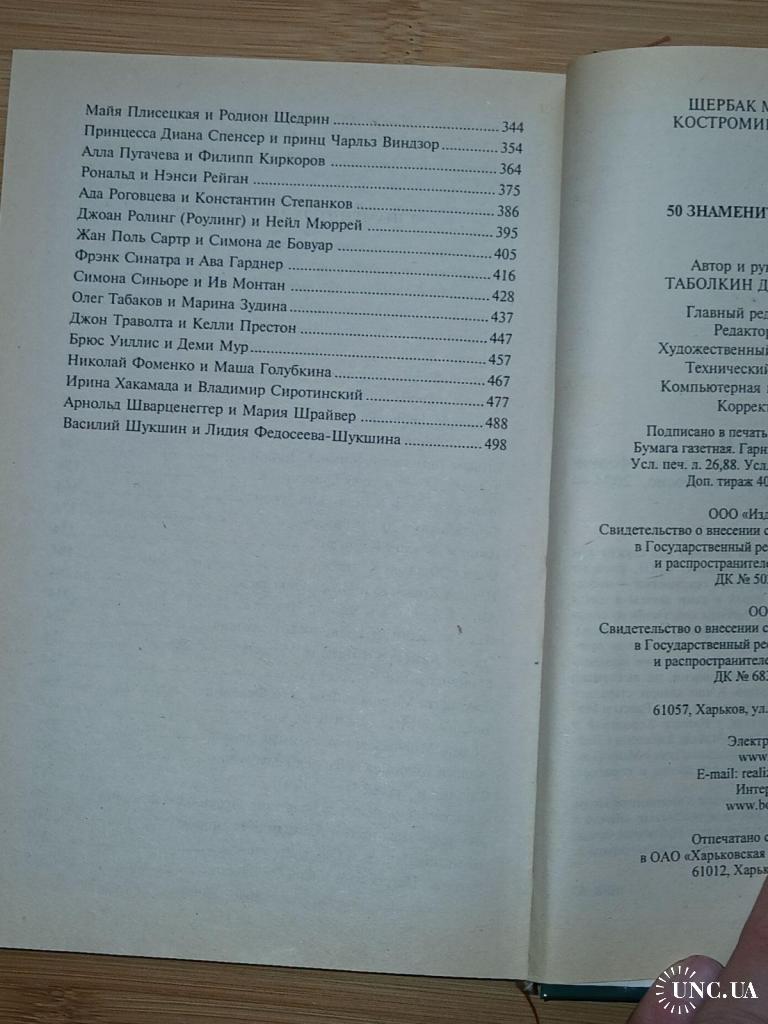 Майя Плисецкая и Родион Щедрин ........ 344
Принцесса Диана Спенсер и принц Чарльз Виндзор ........ 354
Алла Пугачева и Филипп Киркоров ........ 364
Рональд и Нэнси Рейган ........ 375
Ада Роговцева и Константин Степанков ........ 386
Джоан Ролинг (Роулинг) и Нейл Мюррей ........ 395
Жан Поль Сартр и Симона де Бовуар ........ 405
Фрэнк Синатра и Ава Гарднер ........ 416
Симона Синьоре и Ив Монтан ........ 428
Олег Табаков и Марина Зудина ........ 437
Джон Траволта и Келли Престон ........ 447
Брюс Уиллис и Деми Мур ........ 457
Николай Фоменко и Маша Голубкина ........ 467
Ирина Хакамада и Владимир Сиротинский ........ 477
Арнольд Шварценеггер и Мария Шрайвер ........ 488
Василий Шукшин и Лидия Федосеева-Шукшина ........ 498
ЩЕРБАК М
КОСТРОМИ
50 ЗНАМЕНИТ
Автор и ру
ТАБОЛКИН Д
Главный ред
Редактор
Художественный
Технический
Компьютерная
Коррект
Подписано в печать
Бумага газетная. Гарн
Усл. печ. л. 26,88. Усл.
Доп. тираж 40
ООО «Изд
Свидетельство о внесении с
в Государственный ре
и распространителе
ДК № 50
ОО
Свидетельство о внесении с
в Государственный рее
и распространителе
ДК № 68
61057, Харьков, ул.
Электр
www.
E-mail: realiz
Интер
www.bo
Отпечатано с
в ОАО «Харьковская
61012, Харьк
UNC.UA